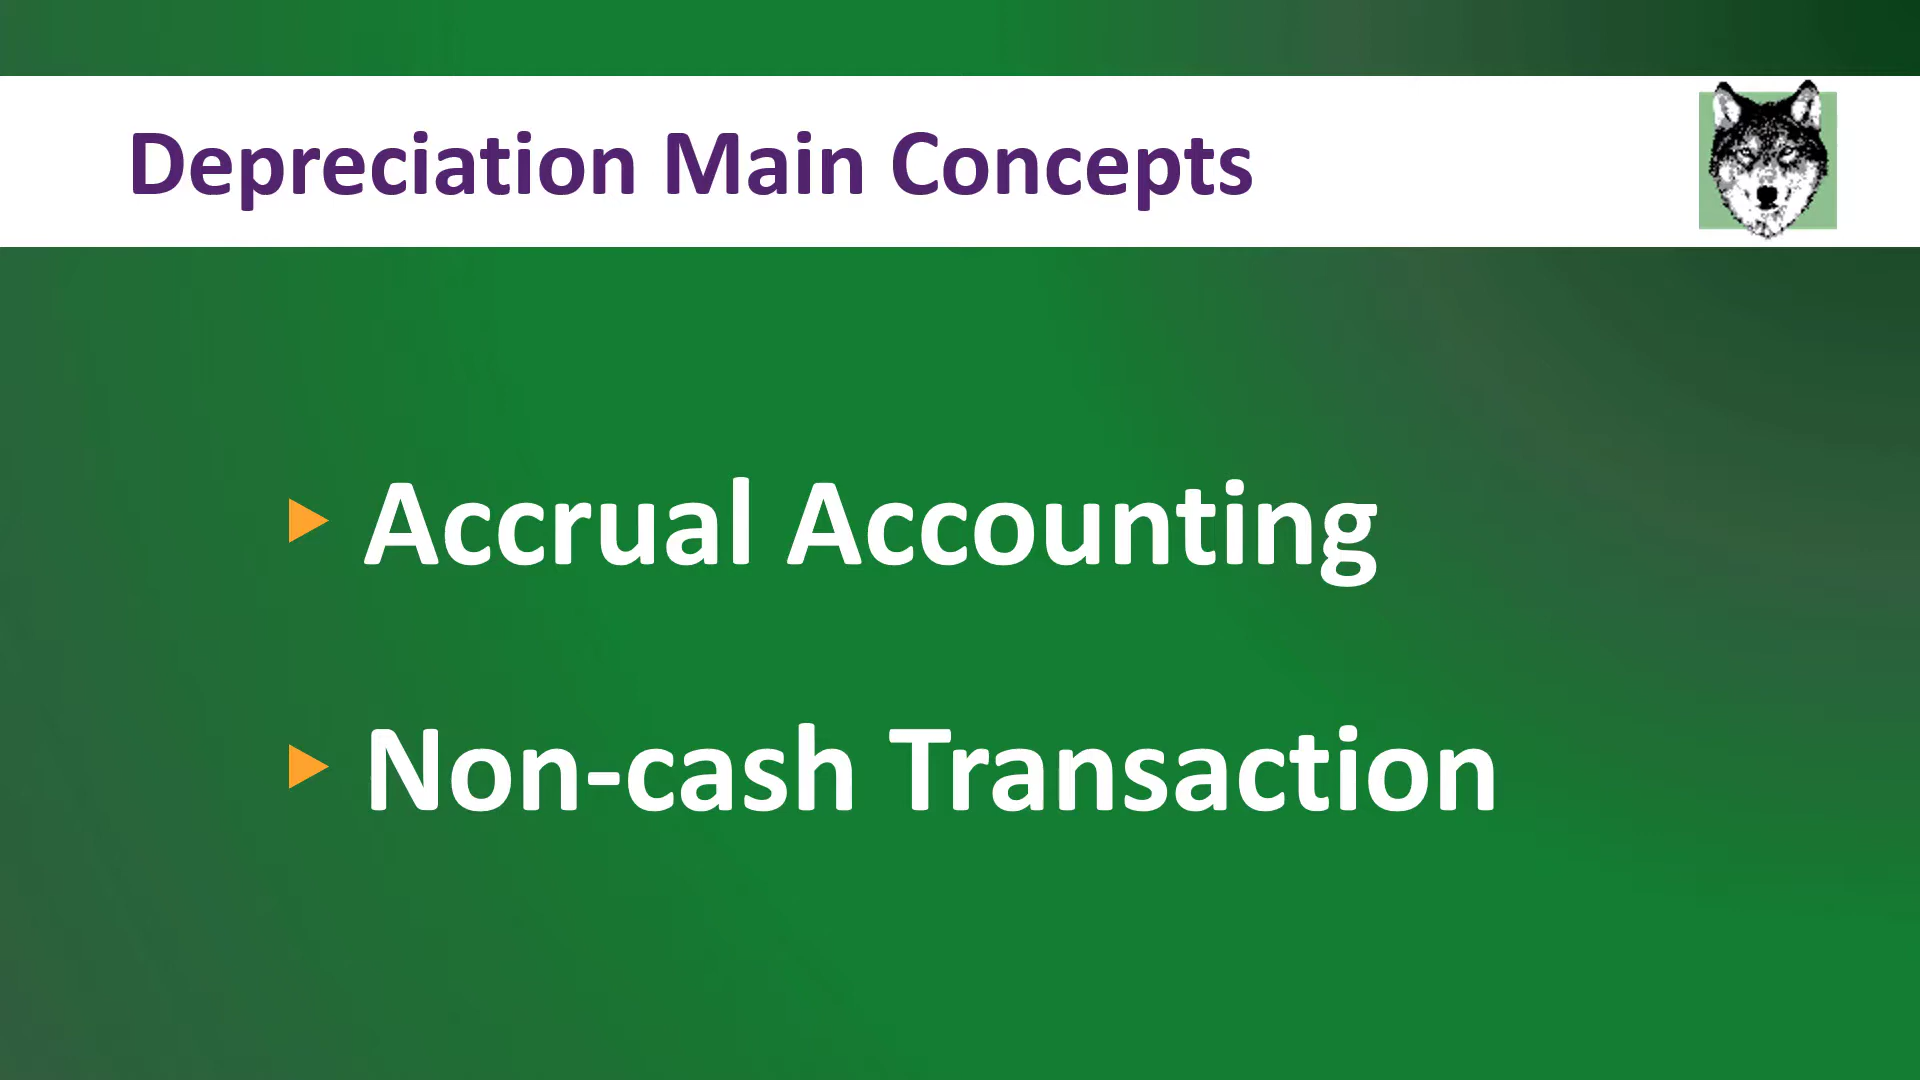 Depreciation Main Concepts
Accrual Accounting
Non-cash Transaction